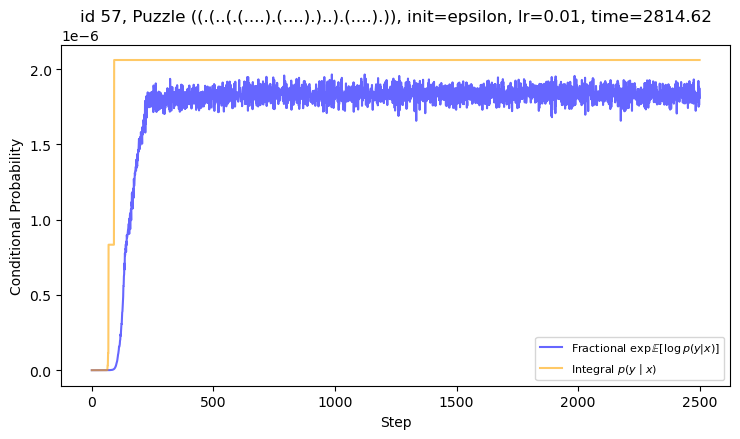 id 57, Puzzle ((.(..(.(....).(....).)..).(....).)), init=epsilon, lr=0.01, time=2814.62
1e−6
2.0
1.5
1.0
0.5
0.0
Conditional Probability
Fractional exp 𝔼[log p(y|x)]
Integral p(y | x)
0
500
1000
1500
2000
2500
Step